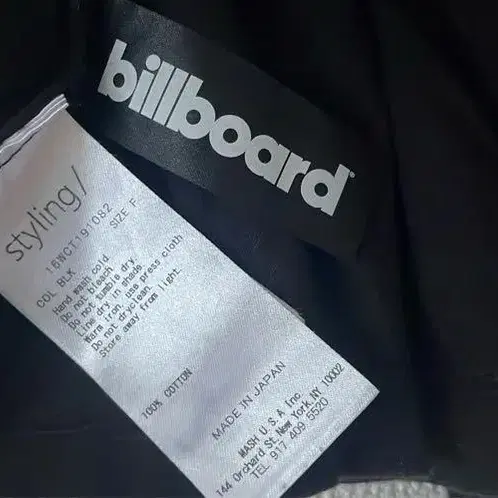 billboard
styling/
16WCT191082
COL BLK SIZE F
Hand wash cold
Do not bleach.
Do not tumble dry.
Line dry in shade.
Warm iron, use press cloth
Do not dryclean.
Store away from light.
100% COTTON
MADE IN JAPAN
MASH U.S.A Inc.
144 Orchard St. New York, NY 10002
TEL 917 409 5520